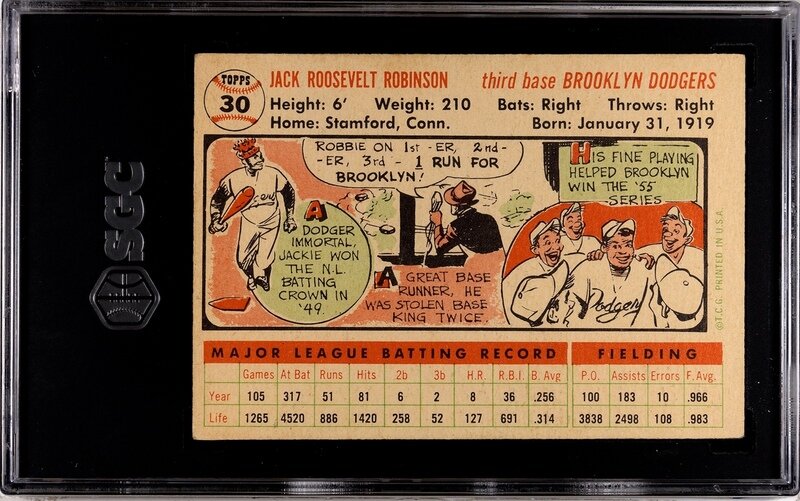 TOPPS
30
JACK ROOSEVELT ROBINSON third base BROOKLYN DODGERS
Height: 6' Weight: 210 Bats: Right Throws: Right
Home: Stamford, Conn. Born: January 31, 1919
A
DODGER
IMMORTAL,
JACKIE WON
THE N.L.
BATTING
CROWN IN
'49.
ROBBIE ON 1st -ER, 2nd-
-ER, 3rd - 1 RUN FOR
BROOKLYN!
A GREAT BASE
RUNNER, HE
WAS STOLEN BASE
KING TWICE.
HIS FINE PLAYING
HELPED BROOKLYN
WIN THE '55
SERIES
Dodgers
©T.C.G. PRINTED IN U.S.A.
MAJOR LEAGUE BATTING RECORD FIELDING
Games At Bat Runs Hits 2b 3b H.R. R.B.I. B. Avg P.O. Assists Errors F. Avg.
Year 105 317 51 81 6 2 8 36 .256 100 183 10 .966
Life 1265 4520 886 1420 258 52 127 691 .314 3838 2498 108 .983
SGC